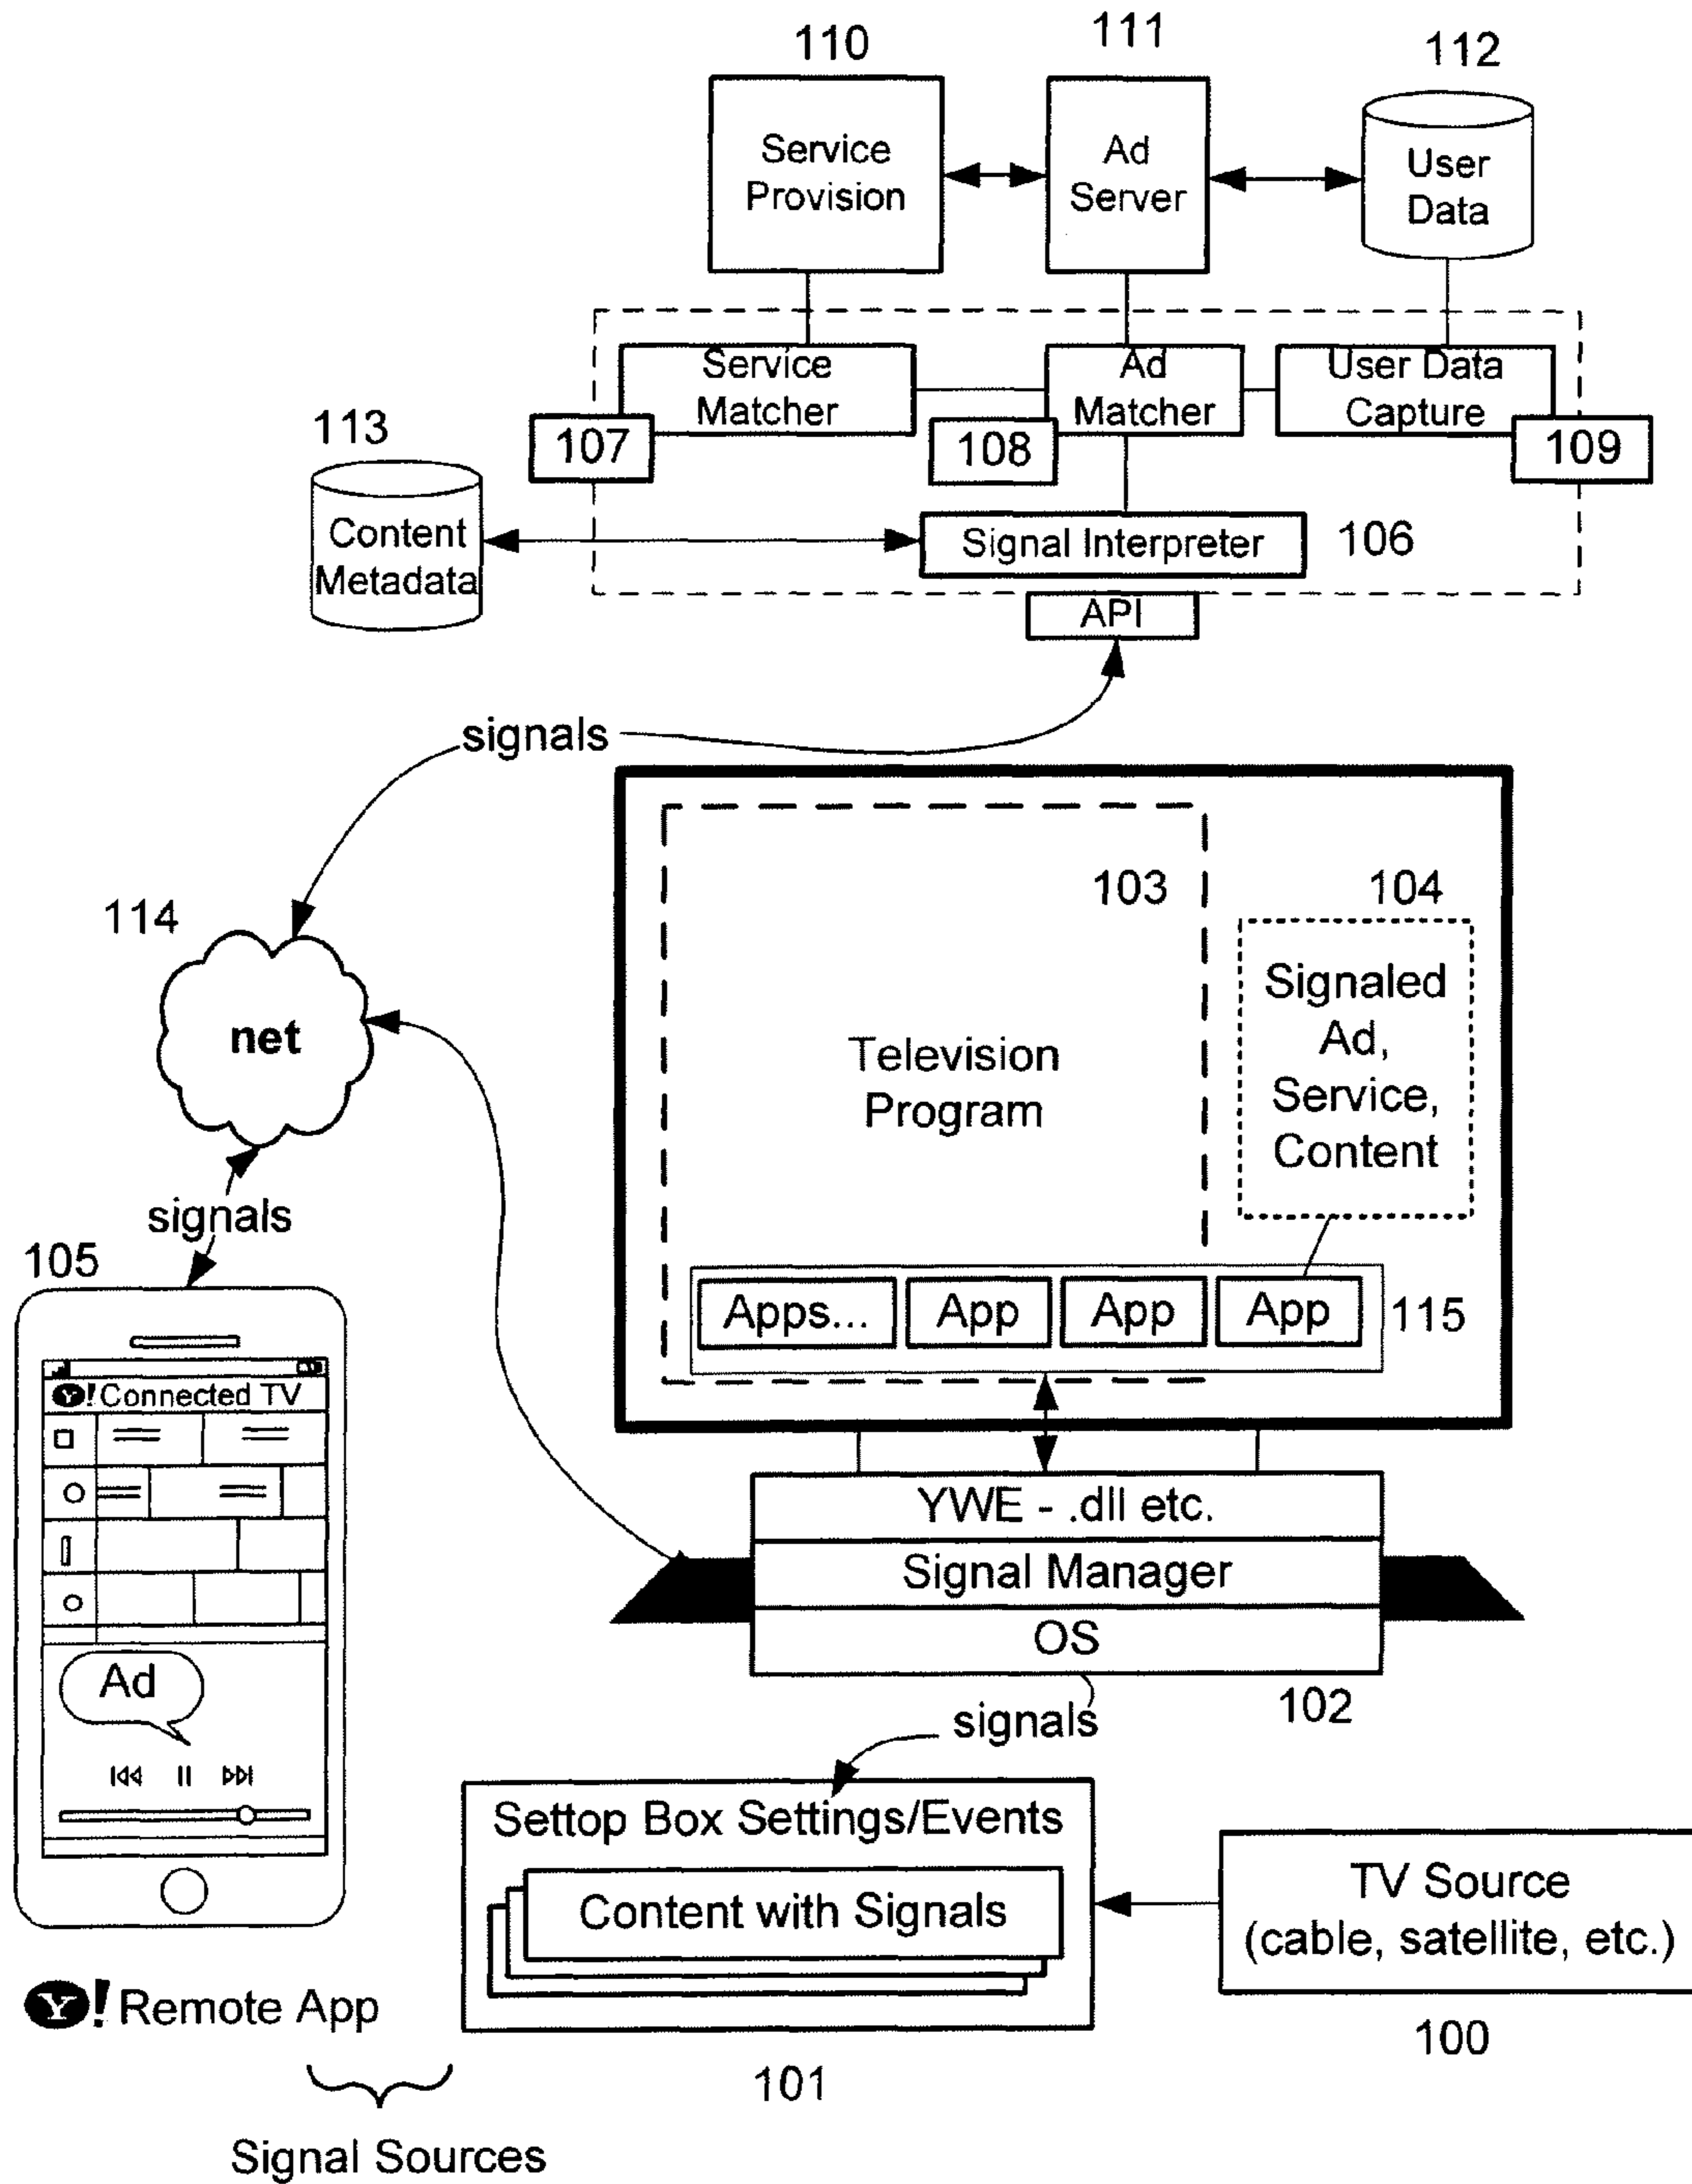 110
111
112
Service
Provision
Ad
Server
User
Data
Service
Matcher
Ad
Matcher
User Data
Capture
107
108
109
113
Content
Metadata
Signal Interpreter
106
API
signals
114
net
103
104
Television
Program
Signaled
Ad,
Service,
Content
signals
105
Apps...
App
App
App
115
Y! Connected TV
YWE - .dll etc.
Signal Manager
OS
102
Ad
signals
Settop Box Settings/Events
Content with Signals
TV Source
(cable, satellite, etc.)
Y! Remote App
101
100
Signal Sources